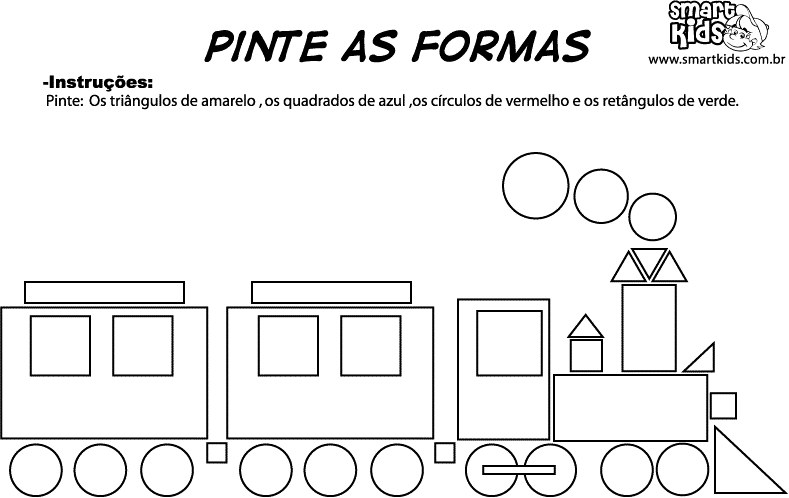 smart
kids
PINTE AS FORMAS
www.smartkids.com.br
-Instruções:
Pinte: Os triângulos de amarelo , os quadrados de azul ,os círculos de vermelho e os retângulos de verde.